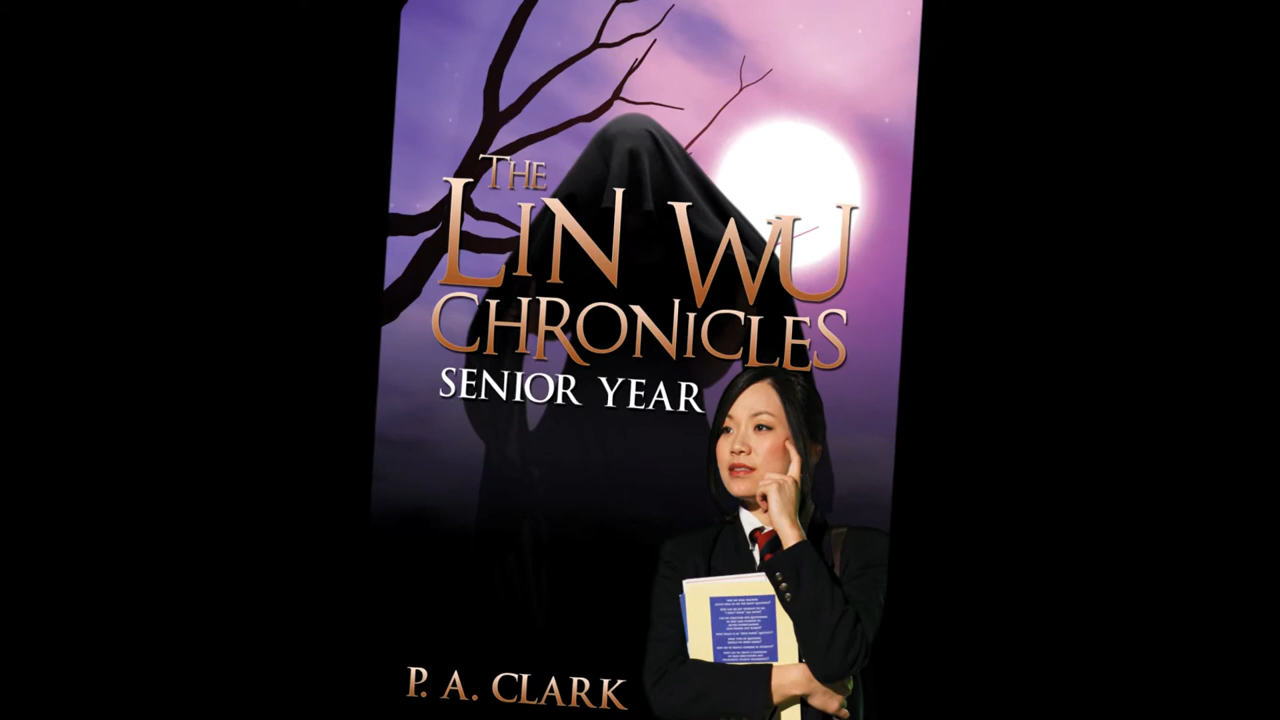 THE
LIN WU
CHRONICLES
SENIOR YEAR
P. A. CLARK